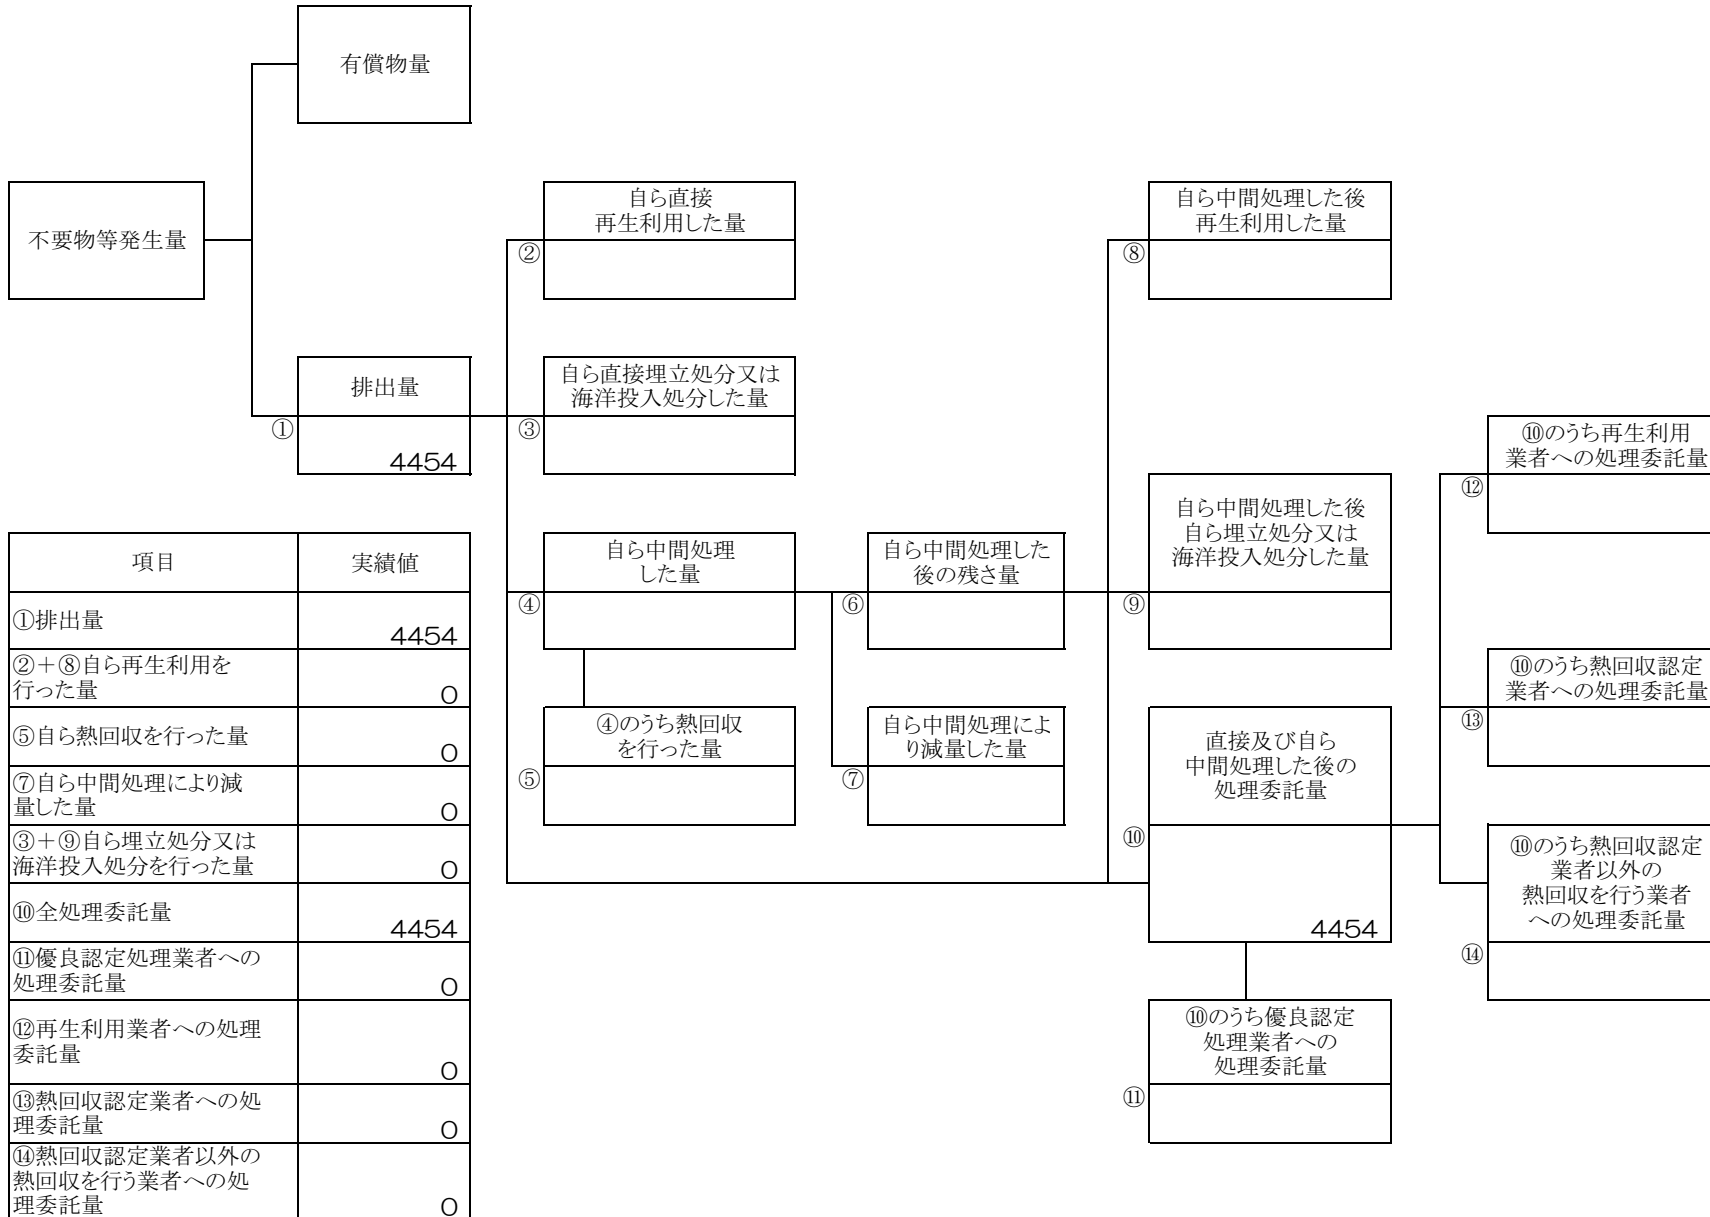 有償物量
不要物等発生量
自ら直接
再生利用した量
②
自ら中間処理した後
再生利用した量
⑧
排出量
①
4454
自ら直接埋立処分又は
海洋投入処分した量
③
⑩のうち再生利用
業者への処理委託量
⑫
自ら中間処理
した量
④
自ら中間処理した
後の残さ量
⑥
自ら中間処理した後
自ら埋立処分又は
海洋投入処分した量
⑨
④のうち熱回収
を行った量
⑤
自ら中間処理によ
り減量した量
⑦
直接及び自ら
中間処理した後の
処理委託量
⑩
4454
⑩のうち熱回収認定
業者への処理委託量
⑬
⑩のうち熱回収認定
業者以外の
熱回収を行う業者
への処理委託量
⑭
⑩のうち優良認定
処理業者への
処理委託量
⑪
項目 実績値
①排出量
4454
②+⑧自ら再生利用を
行った量
0
⑤自ら熱回収を行った量
0
⑦自ら中間処理により減
量した量
0
③+⑨自ら埋立処分又は
海洋投入処分を行った量
0
⑩全処理委託量
4454
⑪優良認定処理業者への
処理委託量
0
⑫再生利用業者への処理
委託量
0
⑬熱回収認定業者への処
理委託量
0
⑭熱回収認定業者以外の
熱回収を行う業者への処
理委託量
0